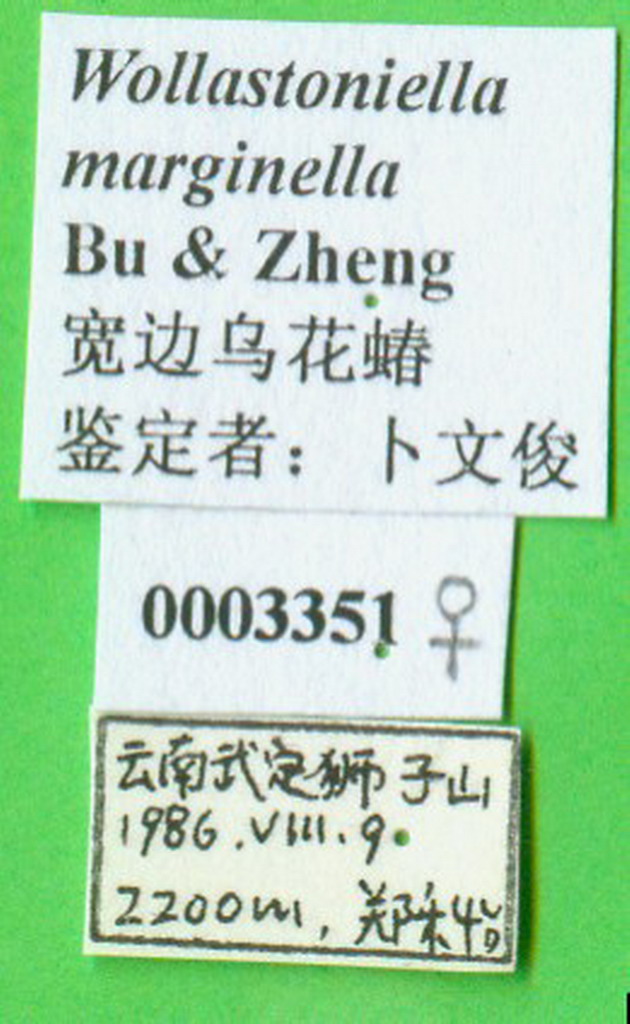 Wollastoniella
marginella
Bu & Zheng
宽边乌花蝽
鉴定者： 卜文俊
0003351 ♀
云南武定狮子山
1986.VIII.9
2200m, 郑乐怡